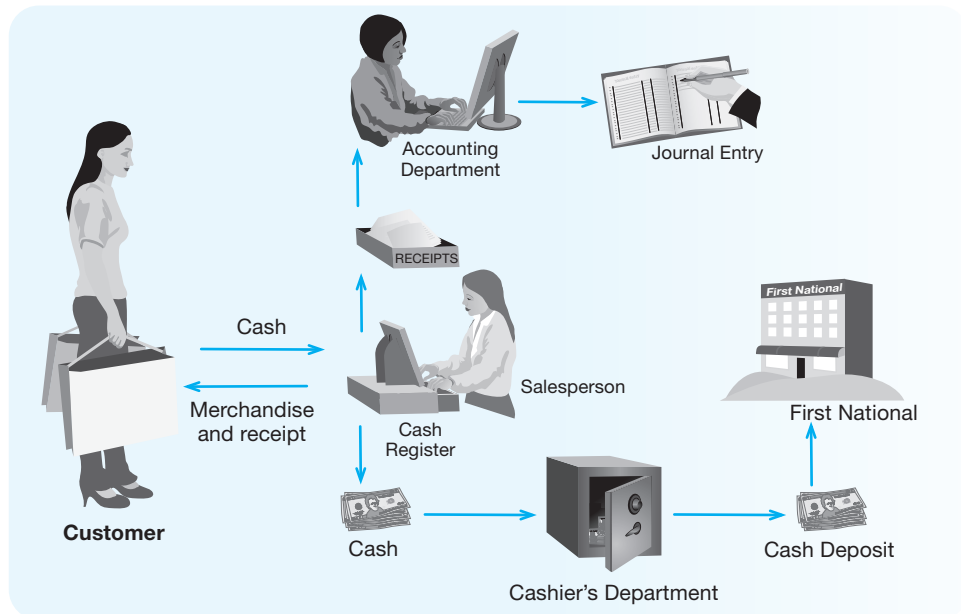 Accounting
Department
Journal Entry
RECEIPTS
First National
Cash
Salesperson
Merchandise
and receipt
Cash
Register
First National
Customer
Cash
Cashier's Department
Cash Deposit